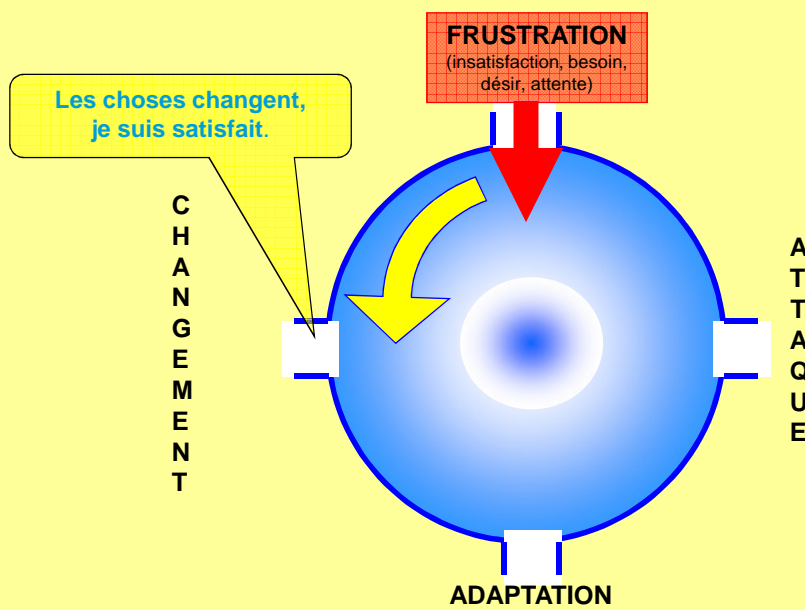 FRUSTRATION
(insatisfaction, besoin,
désir, attente)
Les choses changent,
je suis satisfait.
CHANGEMENT
ATTAQUE
ADAPTATION